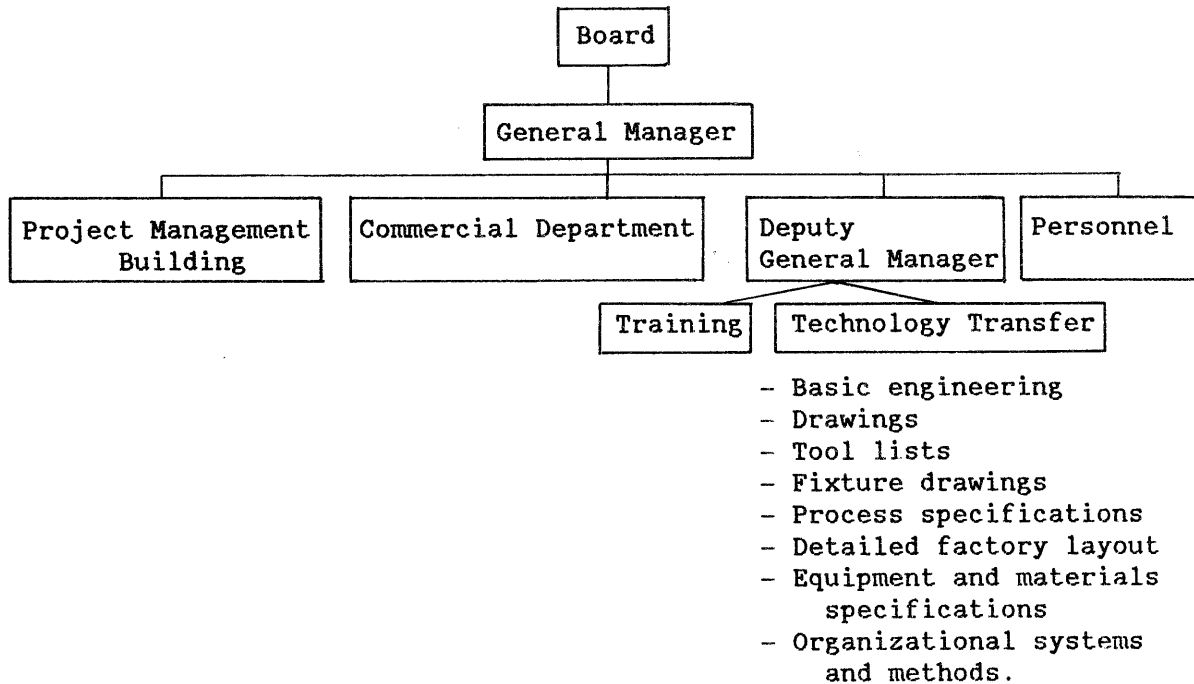 Board
General Manager
Project Management
Building
Commercial Department
Deputy
General Manager
Personnel
Training
Technology Transfer
- Basic engineering
- Drawings
- Tool lists
- Fixture drawings
- Process specifications
- Detailed factory layout
- Equipment and materials
specifications
- Organizational systems
and methods.